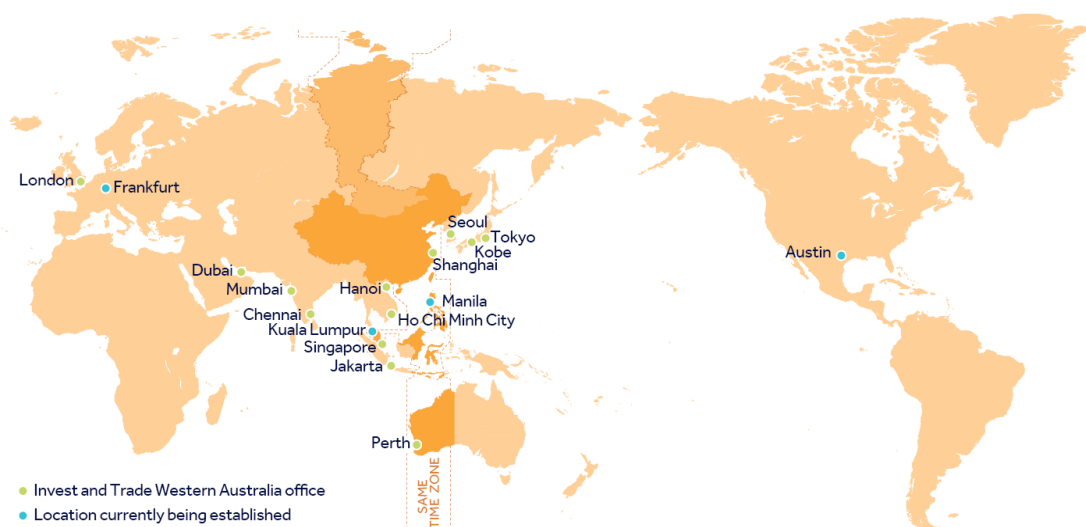 London
Frankfurt
Seoul
Tokyo
Kobe
Shanghai
Austin
Dubai
Mumbai
Hanoi
Manila
Chennai
Ho Chi Minh City
Kuala Lumpur
Singapore
Jakarta
Perth
SAME
TIME ZONE
Invest and Trade Western Australia office
Location currently being established